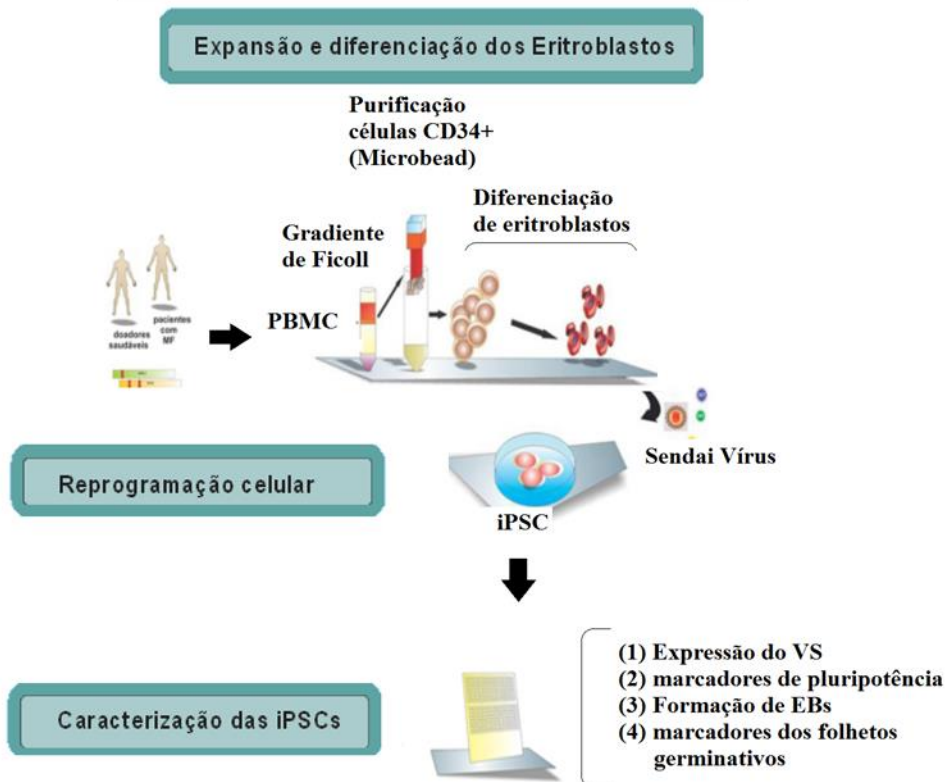 Expansão e diferenciação dos Eritroblastos
Purificação
células CD34+
(Microbead)
Diferenciação
de eritroblastos
Gradiente
de Ficoll
PBMC
doadores
saudáveis
pacientes
com
MF
Sendai Vírus
Reprogramação celular
iPSC
Caracterização das iPSCs
(1) Expressão do VS
(2) marcadores de pluripotência
(3) Formação de EBs
(4) marcadores dos folhetos
germinativos